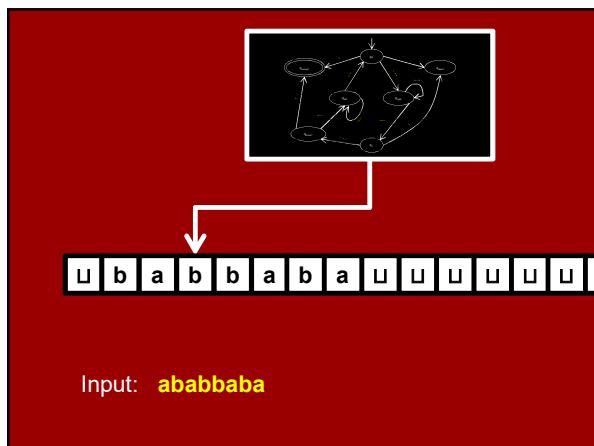 ⊔ b a b b a b a ⊔ ⊔ ⊔ ⊔ ⊔ ⊔
Input: ababbaba